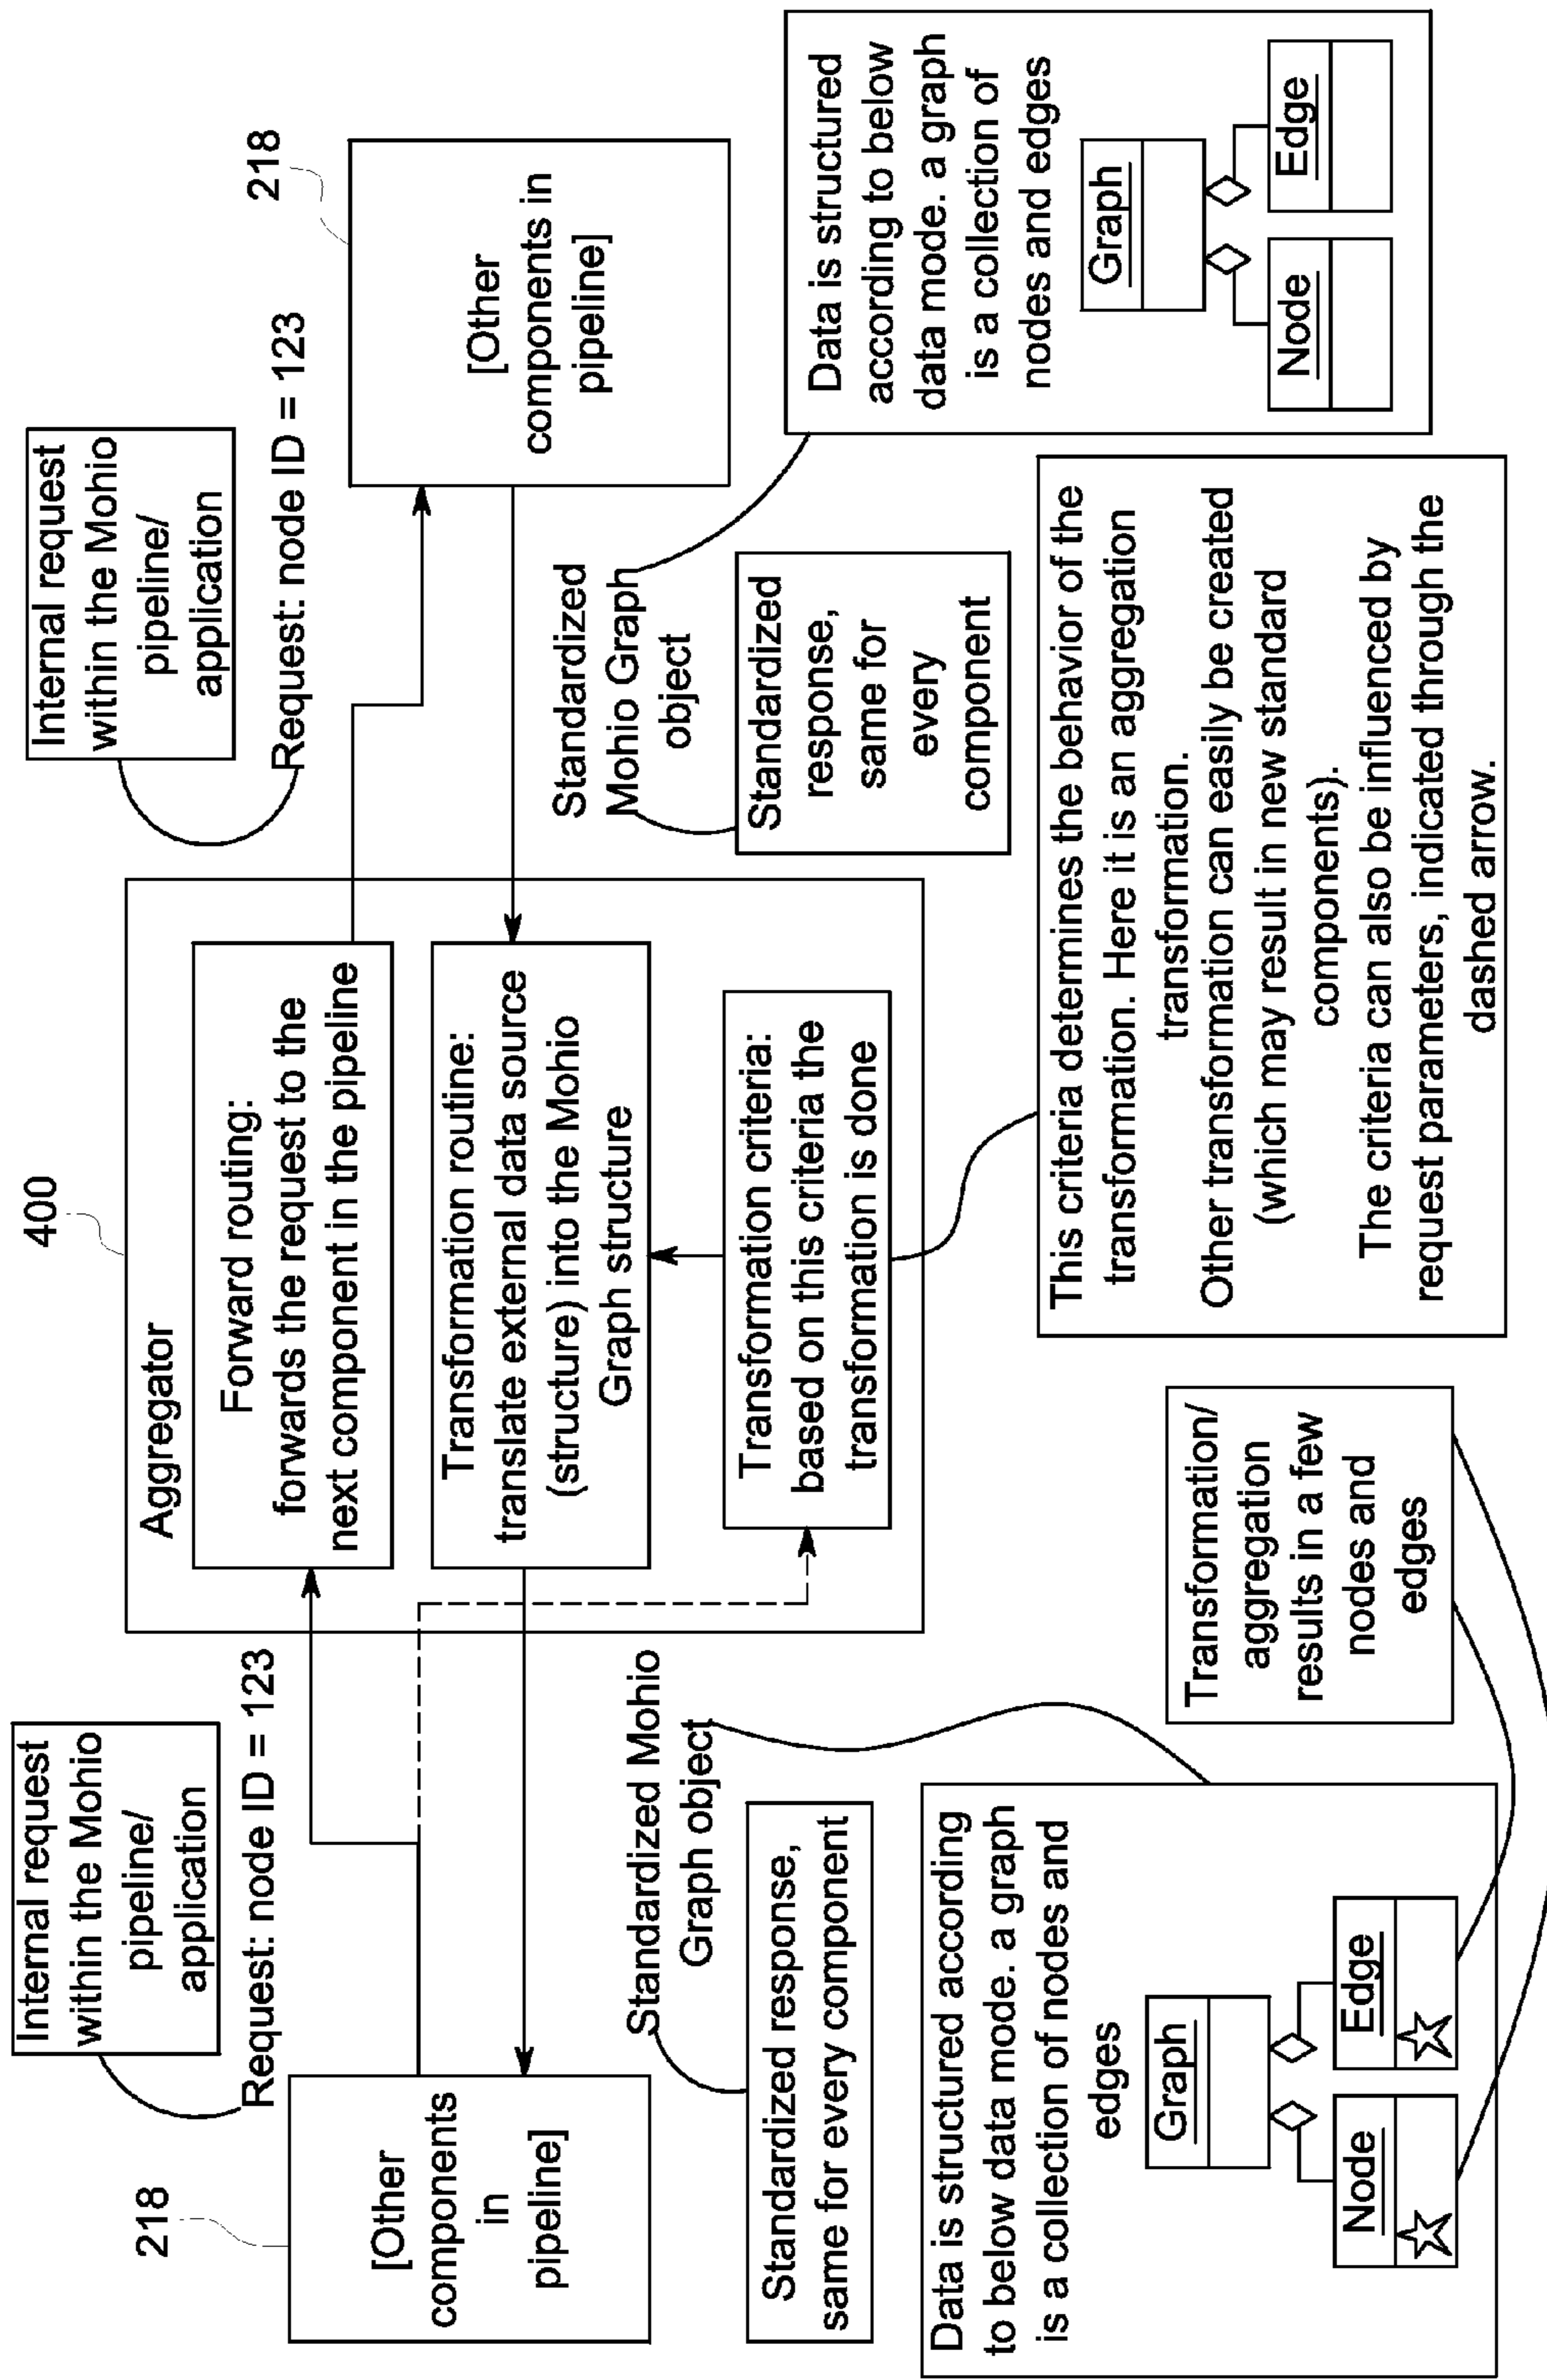 Internal request
within the Mohio
pipeline/
application
Request: node ID = 123
218
[Other
components
in
pipeline]
Standardized Mohio
Graph object
Standardized response,
same for every component
Data is structured according
to below data mode. a graph
is a collection of nodes and
edges
Graph
Node
Edge
Transformation/
aggregation
results in a few
nodes and
edges
400
Aggregator
Forward routing:
forwards the request to the
next component in the pipeline
Transformation routine:
translate external data source
(structure) into the Mohio
Graph structure
Transformation criteria:
based on this criteria the
transformation is done
This criteria determines the behavior of the
transformation. Here it is an aggregation
transformation.
Other transformation can easily be created
(which may result in new standard
components).
The criteria can also be influenced by
request parameters, indicated through the
dashed arrow.
Internal request
within the Mohio
pipeline/
application
Request: node ID = 123
218
[Other
components in
pipeline]
Standardized
Mohio Graph
object
Standardized
response,
same for
every
component
Data is structured
according to below
data mode. a graph
is a collection of
nodes and edges
Graph
Node
Edge